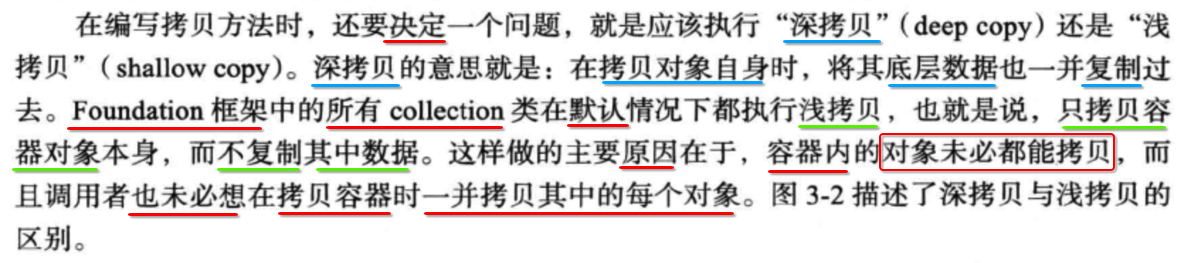 在编写拷贝方法时，还要决定一个问题，就是应该执行“深拷贝”（deep copy）还是“浅
拷贝”（shallow copy）。深拷贝的意思就是：在拷贝对象自身时，将其底层数据也一并复制过
去。Foundation 框架中的所有 collection 类在默认情况下都执行浅拷贝，也就是说，只拷贝容
器对象本身，而不复制其中数据。这样做的主要原因在于，容器内的对象未必都能拷贝，而
且调用者也未必想在拷贝容器时一并拷贝其中的每个对象。图 3-2 描述了深拷贝与浅拷贝的
区别。